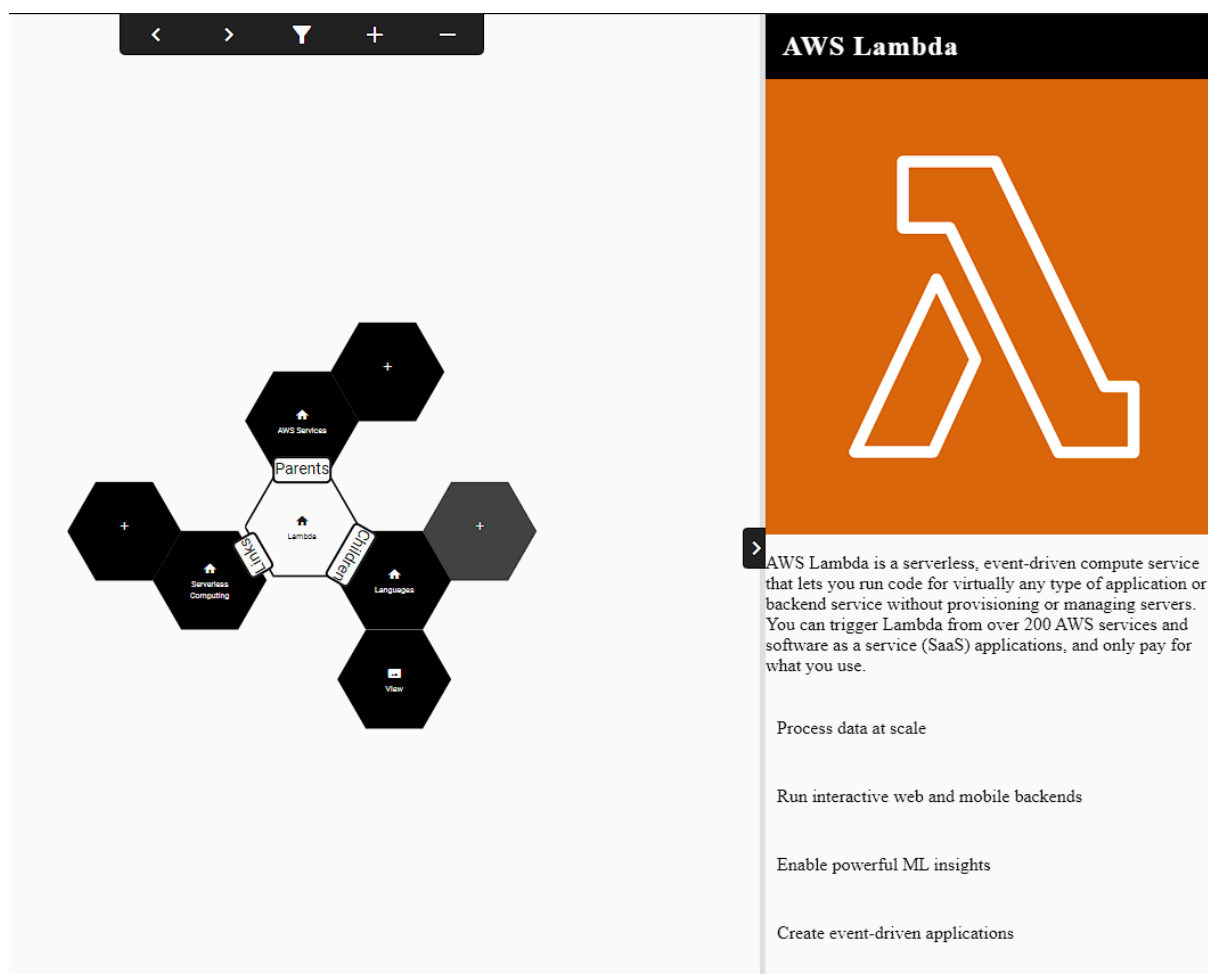 AWS Lambda
+
AWS Services
Parents
+
+
Lambda
Links
Children
Serverless
Computing
Languages
View
AWS Lambda is a serverless, event-driven compute service
that lets you run code for virtually any type of application or
backend service without provisioning or managing servers.
You can trigger Lambda from over 200 AWS services and
software as a service (SaaS) applications, and only pay for
what you use.
Process data at scale
Run interactive web and mobile backends
Enable powerful ML insights
Create event-driven applications